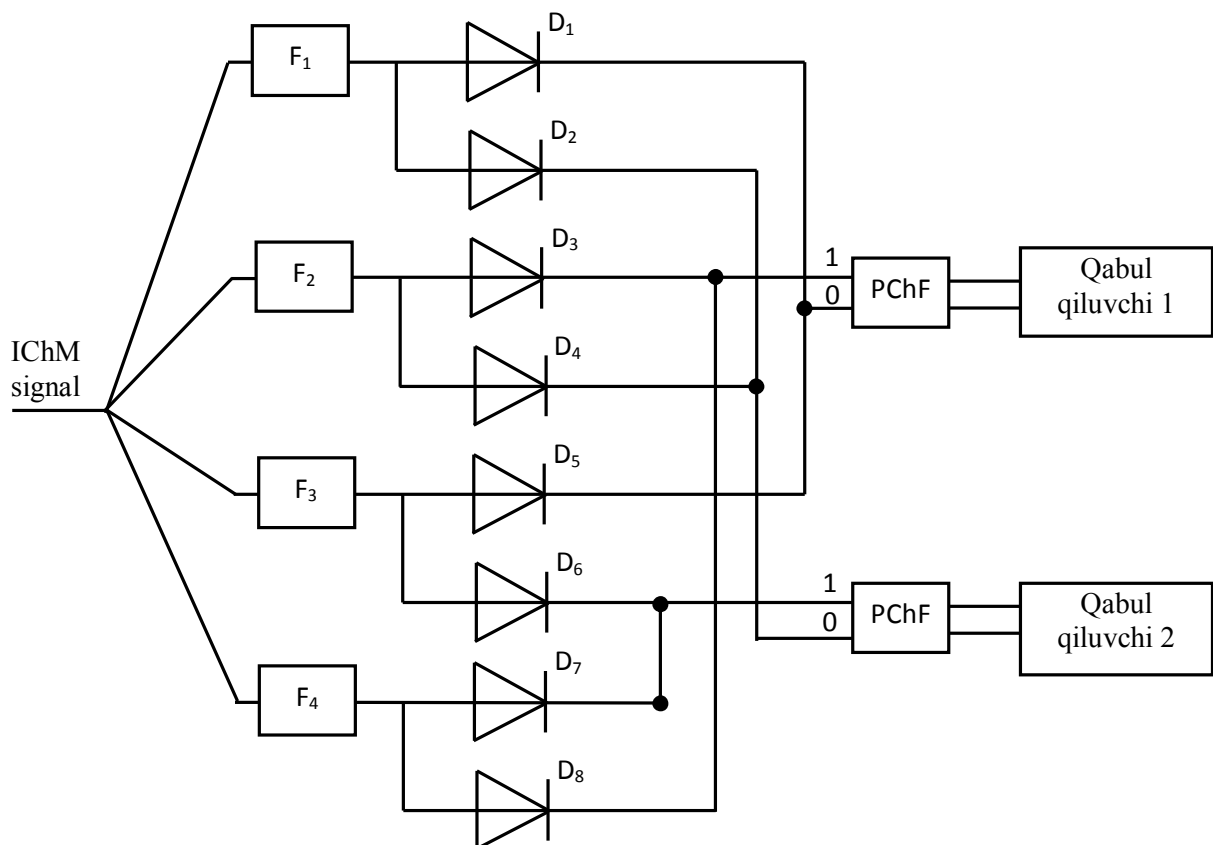 D₁
F₁
D₂
D₃
F₂
1
0
PChF
Qabul
qiluvchi 1
IChM
signal
D₄
D₅
F₃
D₆
1
0
PChF
Qabul
qiluvchi 2
D₇
F₄
D₈